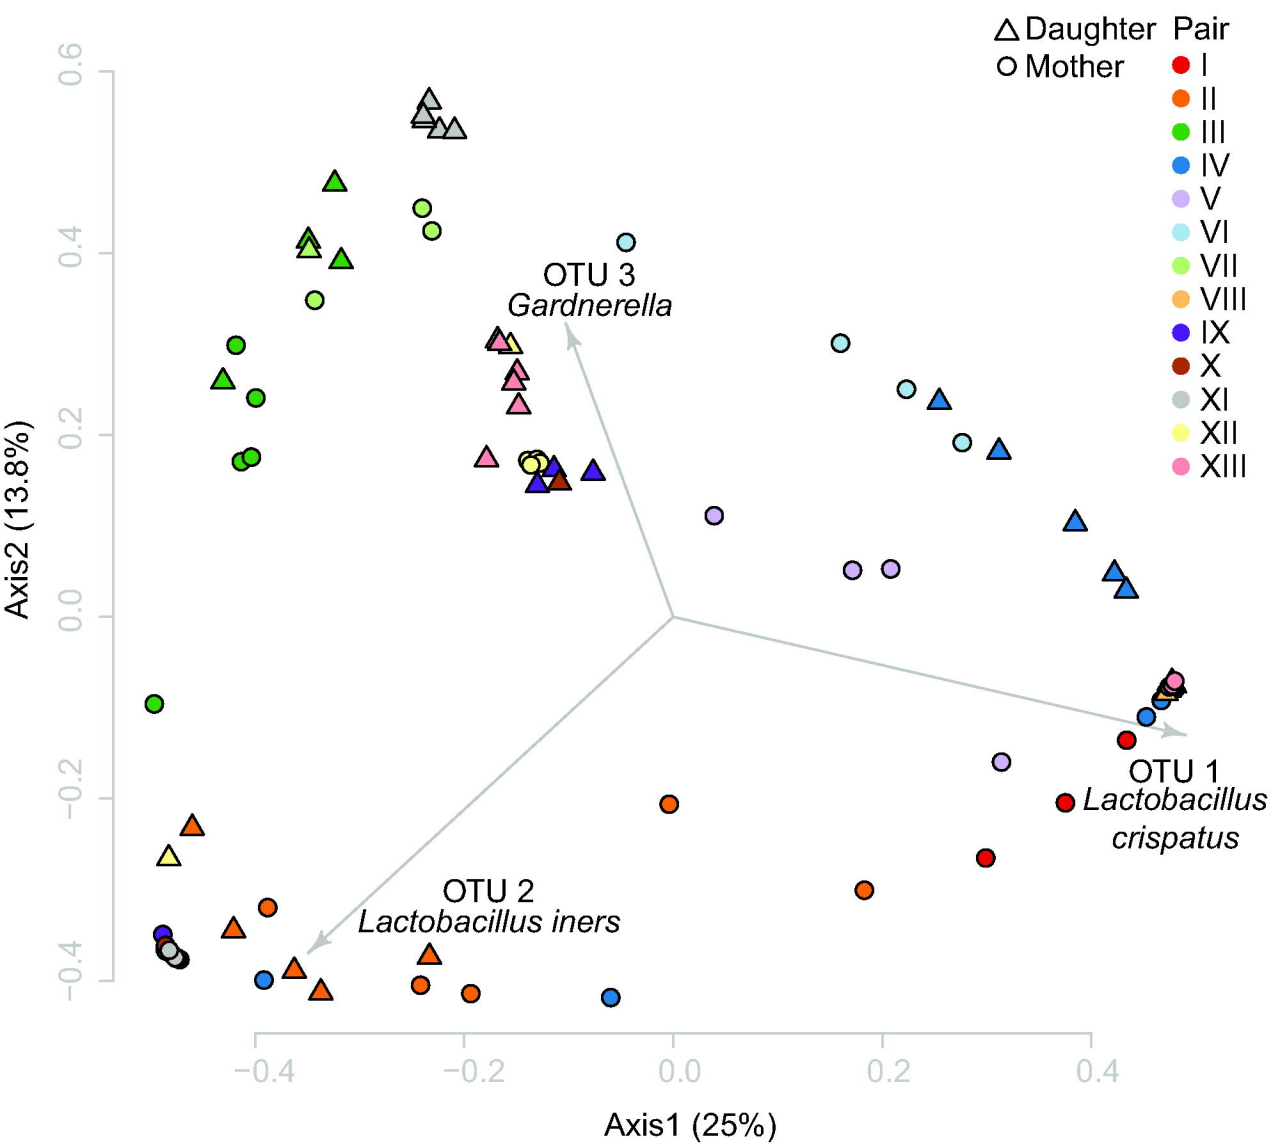 Daughter
Mother
Pair
I
II
III
IV
V
VI
VII
VIII
IX
X
XI
XII
XIII
0.6
0.4
0.2
0.0
−0.2
−0.4
Axis2 (13.8%)
OTU 3
Gardnerella
OTU 1
Lactobacillus
crispatus
OTU 2
Lactobacillus iners
−0.4
−0.2
0.0
0.2
0.4
Axis1 (25%)